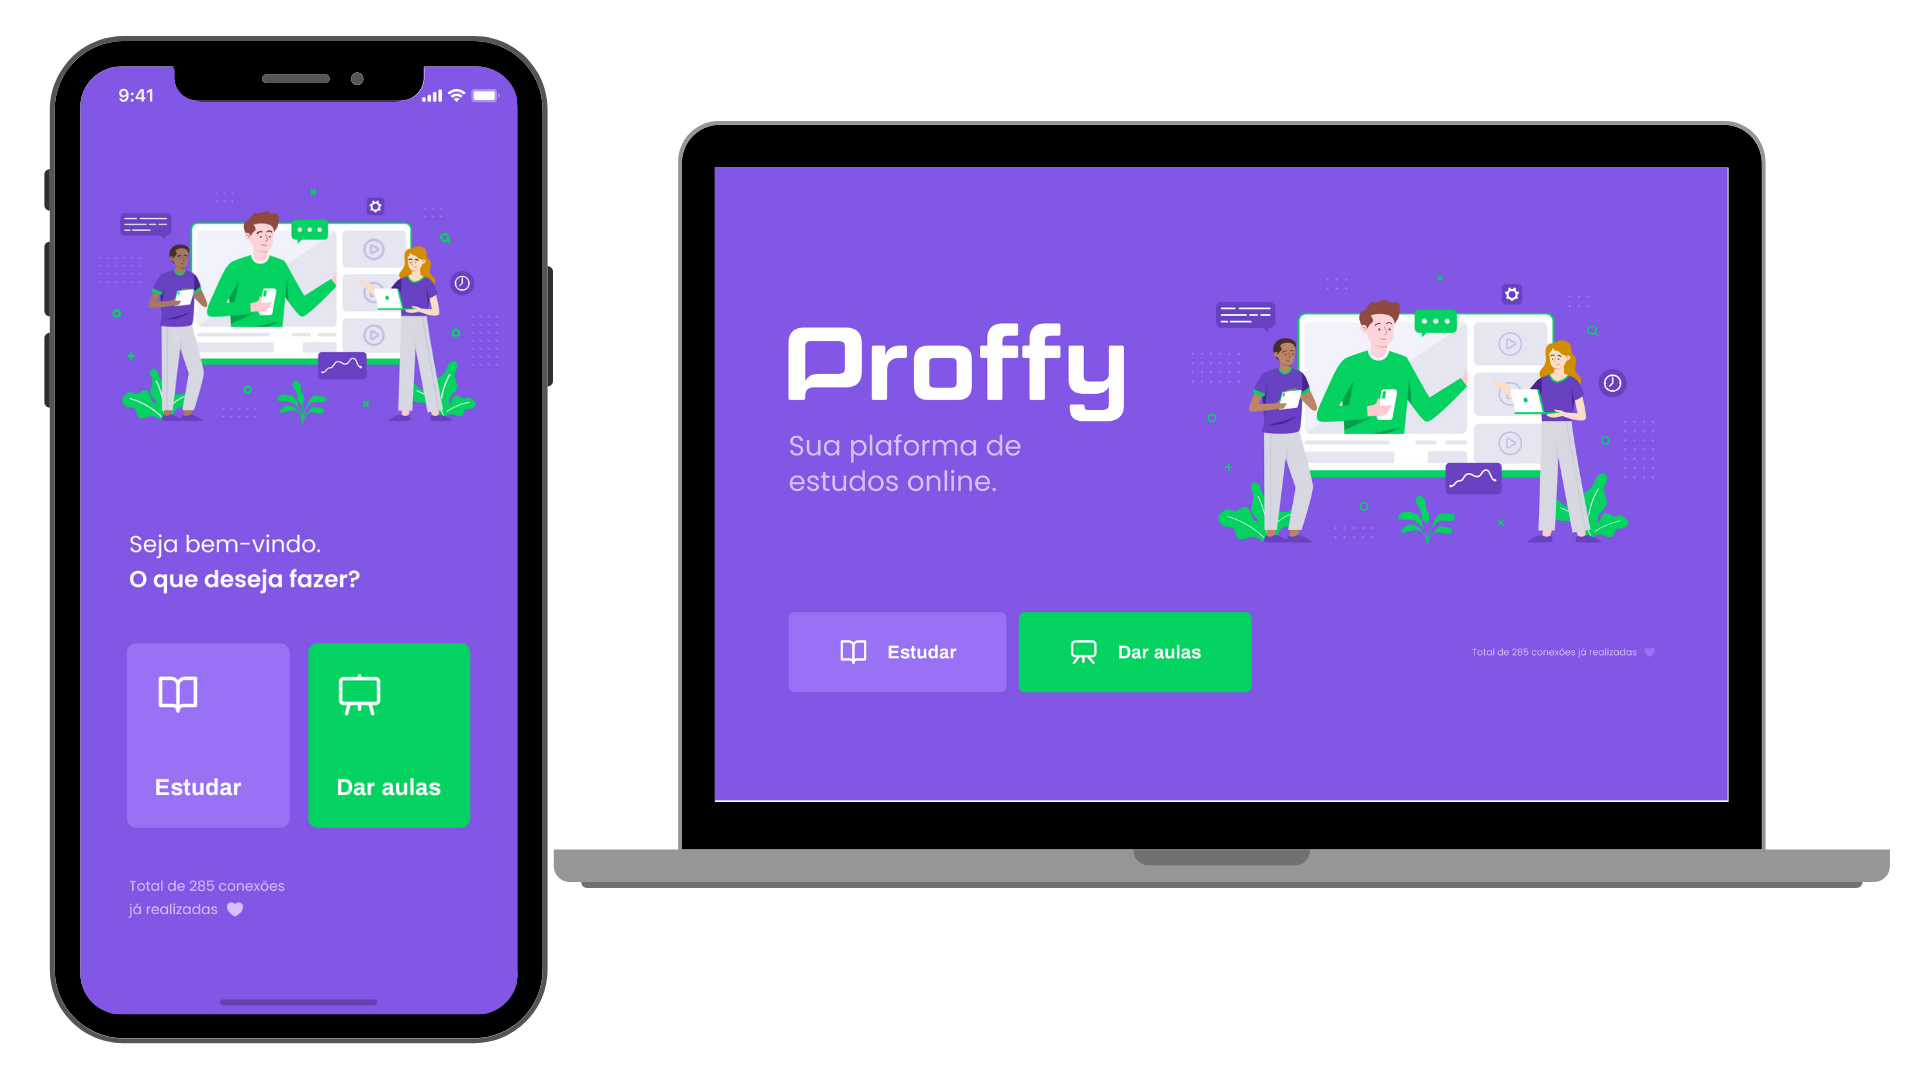 9:41
Seja bem-vindo.
O que deseja fazer?
Estudar
Dar aulas
Total de 285 conexões
já realizadas
Proffy
Sua plaforma de
estudos online.
Estudar
Dar aulas
Total de 285 conexões já realizadas